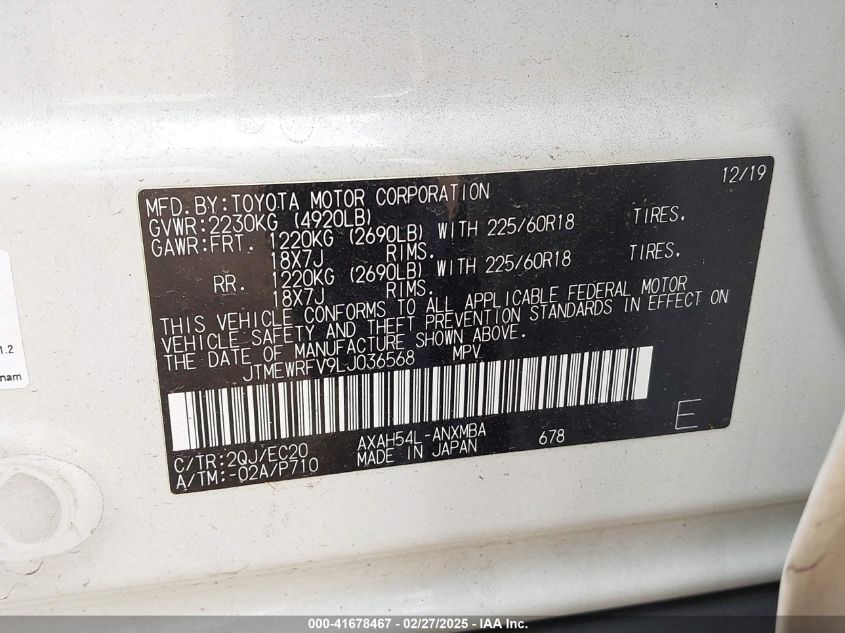 12/19
MFD. BY:TOYOTA MOTOR CORPORATION
GVWR:2230KG (4920LB)
GAWR:FRT. 1220KG (2690LB) WITH 225/60R18 TIRES,
18X7J RIMS.
RR. 1220KG (2690LB) WITH 225/60R18 TIRES,
18X7J RIMS.
THIS VEHICLE CONFORMS TO ALL APPLICABLE FEDERAL MOTOR
VEHICLE SAFETY AND THEFT PREVENTION STANDARDS IN EFFECT ON
THE DATE OF MANUFACTURE SHOWN ABOVE.
JTMEWRFV9LJ036568 MPV
C/TR:2QJ/EC20 AXAH54L-ANXMBA 678 E
A/TM:-02A/P710 MADE IN JAPAN
1.2
nam
000-41678467 - 02/27/2025 - IAA Inc.